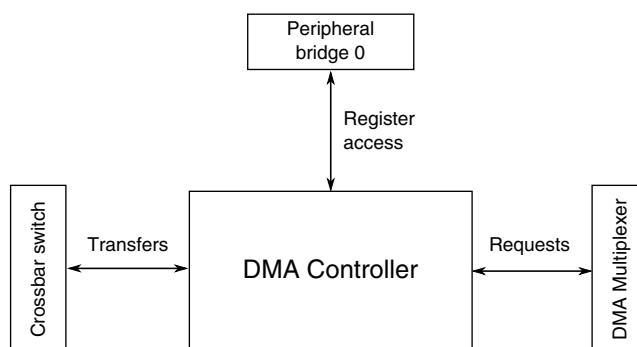 Peripheral
bridge 0
Register
access
Crossbar switch
Transfers
DMA Controller
Requests
DMA Multiplexer